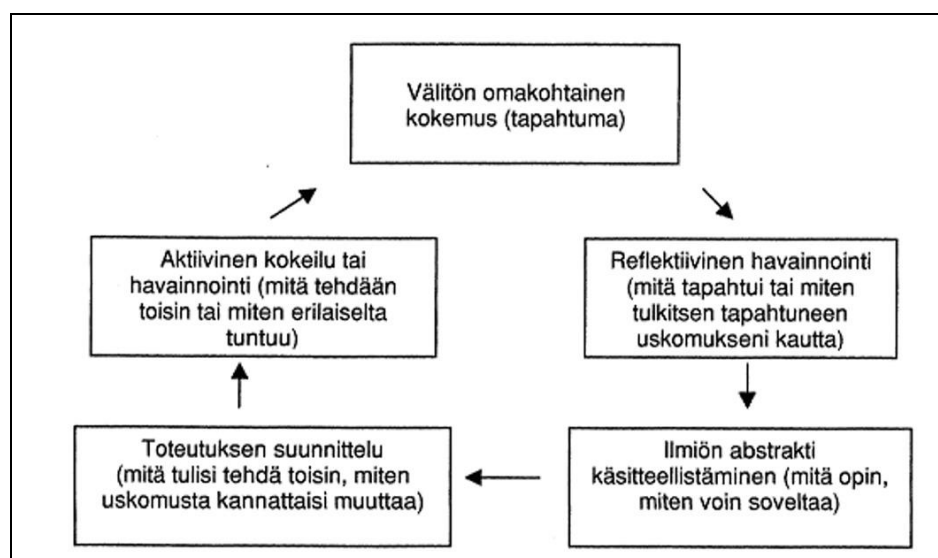 Välitön omakohtainen
kokemus (tapahtuma)
Aktiivinen kokeilu tai
havainnointi (mitä tehdään
toisin tai miten erilaiselta
tuntuu)
Reflektiivinen havainnointi
(mitä tapahtui tai miten
tulkitsen tapahtuneen
uskomukseni kautta)
Toteutuksen suunnittelu
(mitä tulisi tehdä toisin, miten
uskomusta kannattaisi muuttaa)
Ilmiön abstrakti
käsitteellistäminen (mitä opin,
miten voin soveltaa)